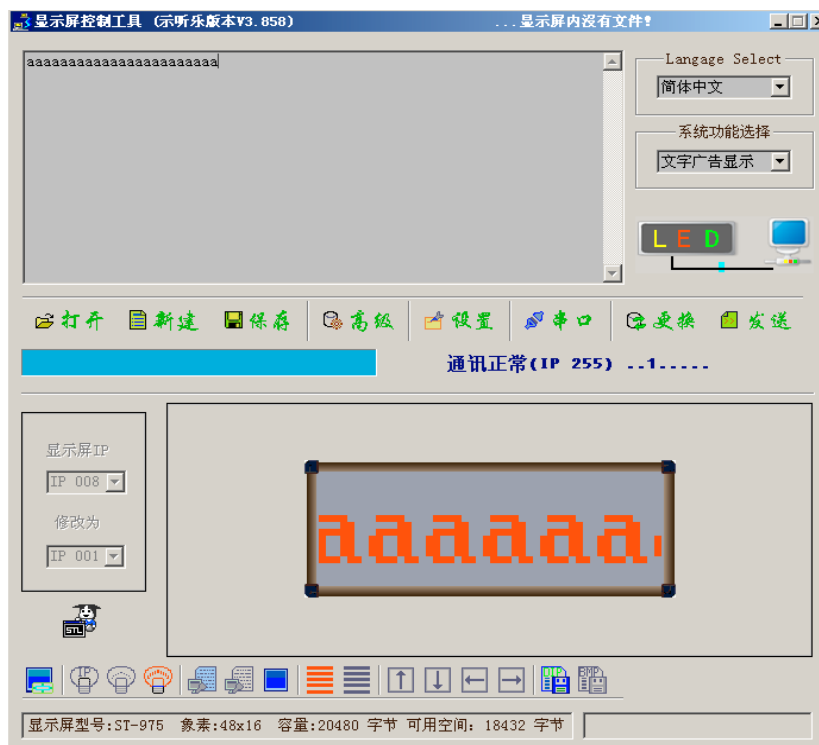 显示屏控制工具 (示听乐版本V3.858) ...显示屏内沒有文件!
aaaaaaaaaaaaaaaaaaaaaaa
Langage Select
简体中文
系统功能选择
文字广告显示
LED
打开 新建 保存 高级 设置 串口 更换 发送
通讯正常(IP 255) ..1.....
显示屏IP
IP 008
修改为
IP 001
aaaaaa
STL
IP
DTP BMP
显示屏型号:ST-975 象素:48x16 容量:20480 字节 可用空间: 18432 字节